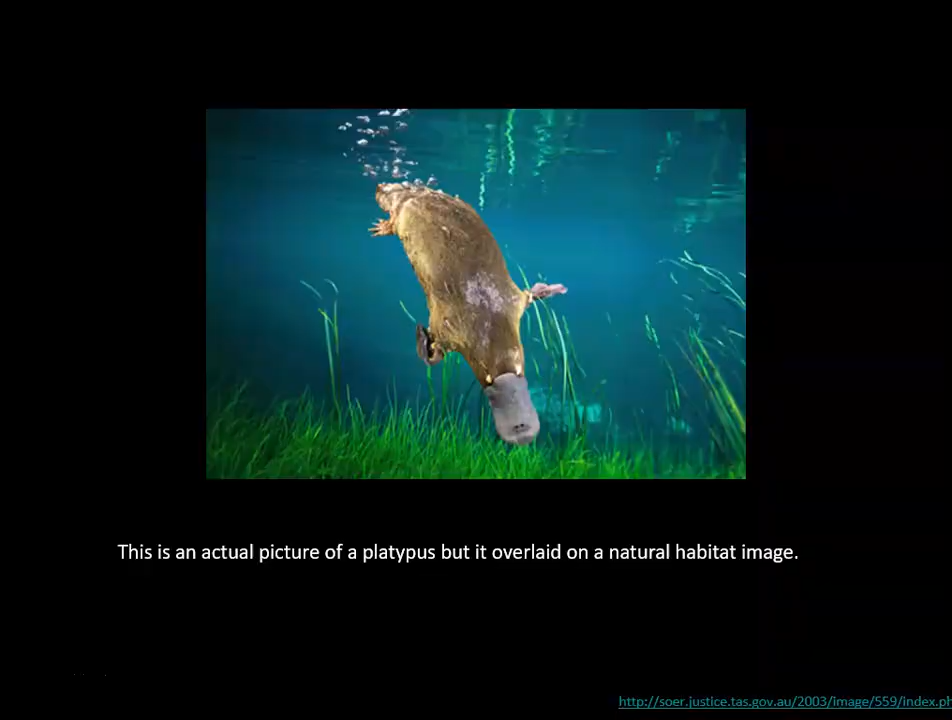 This is an actual picture of a platypus but it overlaid on a natural habitat image.
http://soer.justice.tas.gov.au/2003/image/559/index.ph